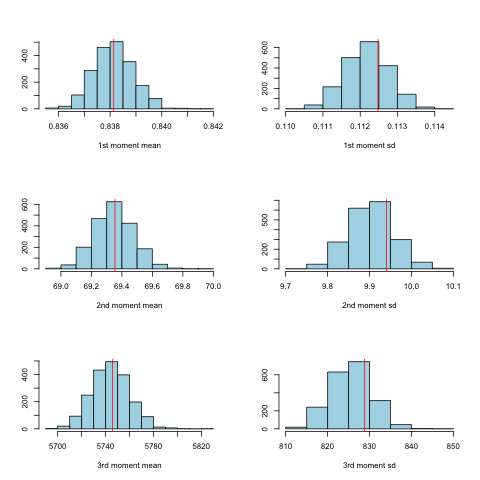 0 200 400
0.836 0.838 0.840 0.842
1st moment mean
0 200 400 600
0.110 0.111 0.112 0.113 0.114
1st moment sd
0 200 400 600
69.0 69.2 69.4 69.6 69.8 70.0
2nd moment mean
0 200 500
9.7 9.8 9.9 10.0 10.1
2nd moment sd
0 200 400
5700 5740 5780 5820
3rd moment mean
0 200 600
810 820 830 840 850
3rd moment sd